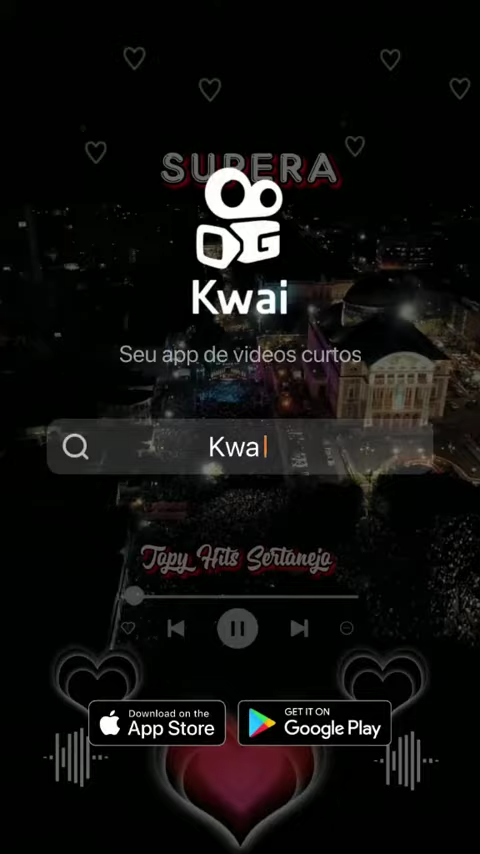 SUPERA
Kwai
Seu app de videos curtos
Kwa
Topy Hits Sertanejo
Download on the
App Store
GET IT ON
Google Play